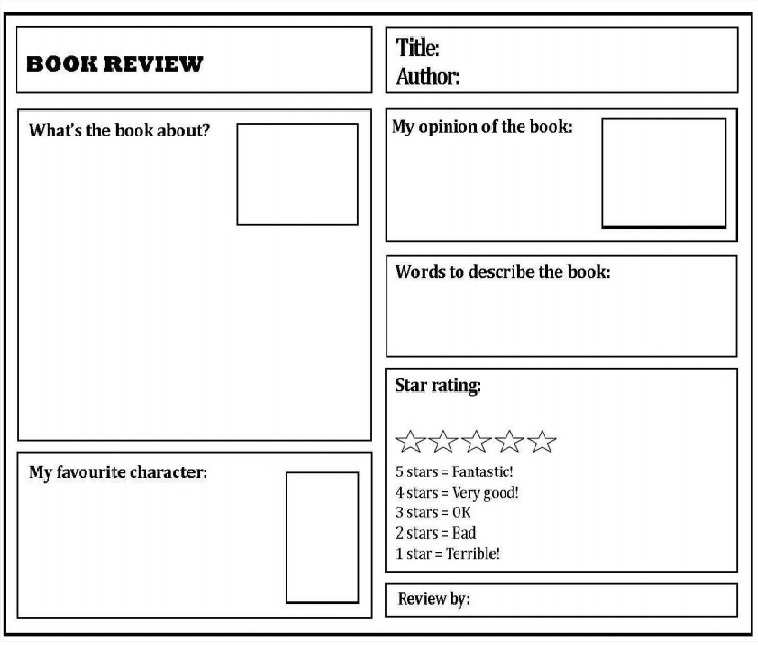 BOOK REVIEW
Title:
Author:
What's the book about?
My opinion of the book:
Words to describe the book:
Star rating:
5 stars = Fantastic!
4 stars = Very good!
3 stars = OK
2 stars = Bad
1 star = Terrible!
My favourite character:
Review by: